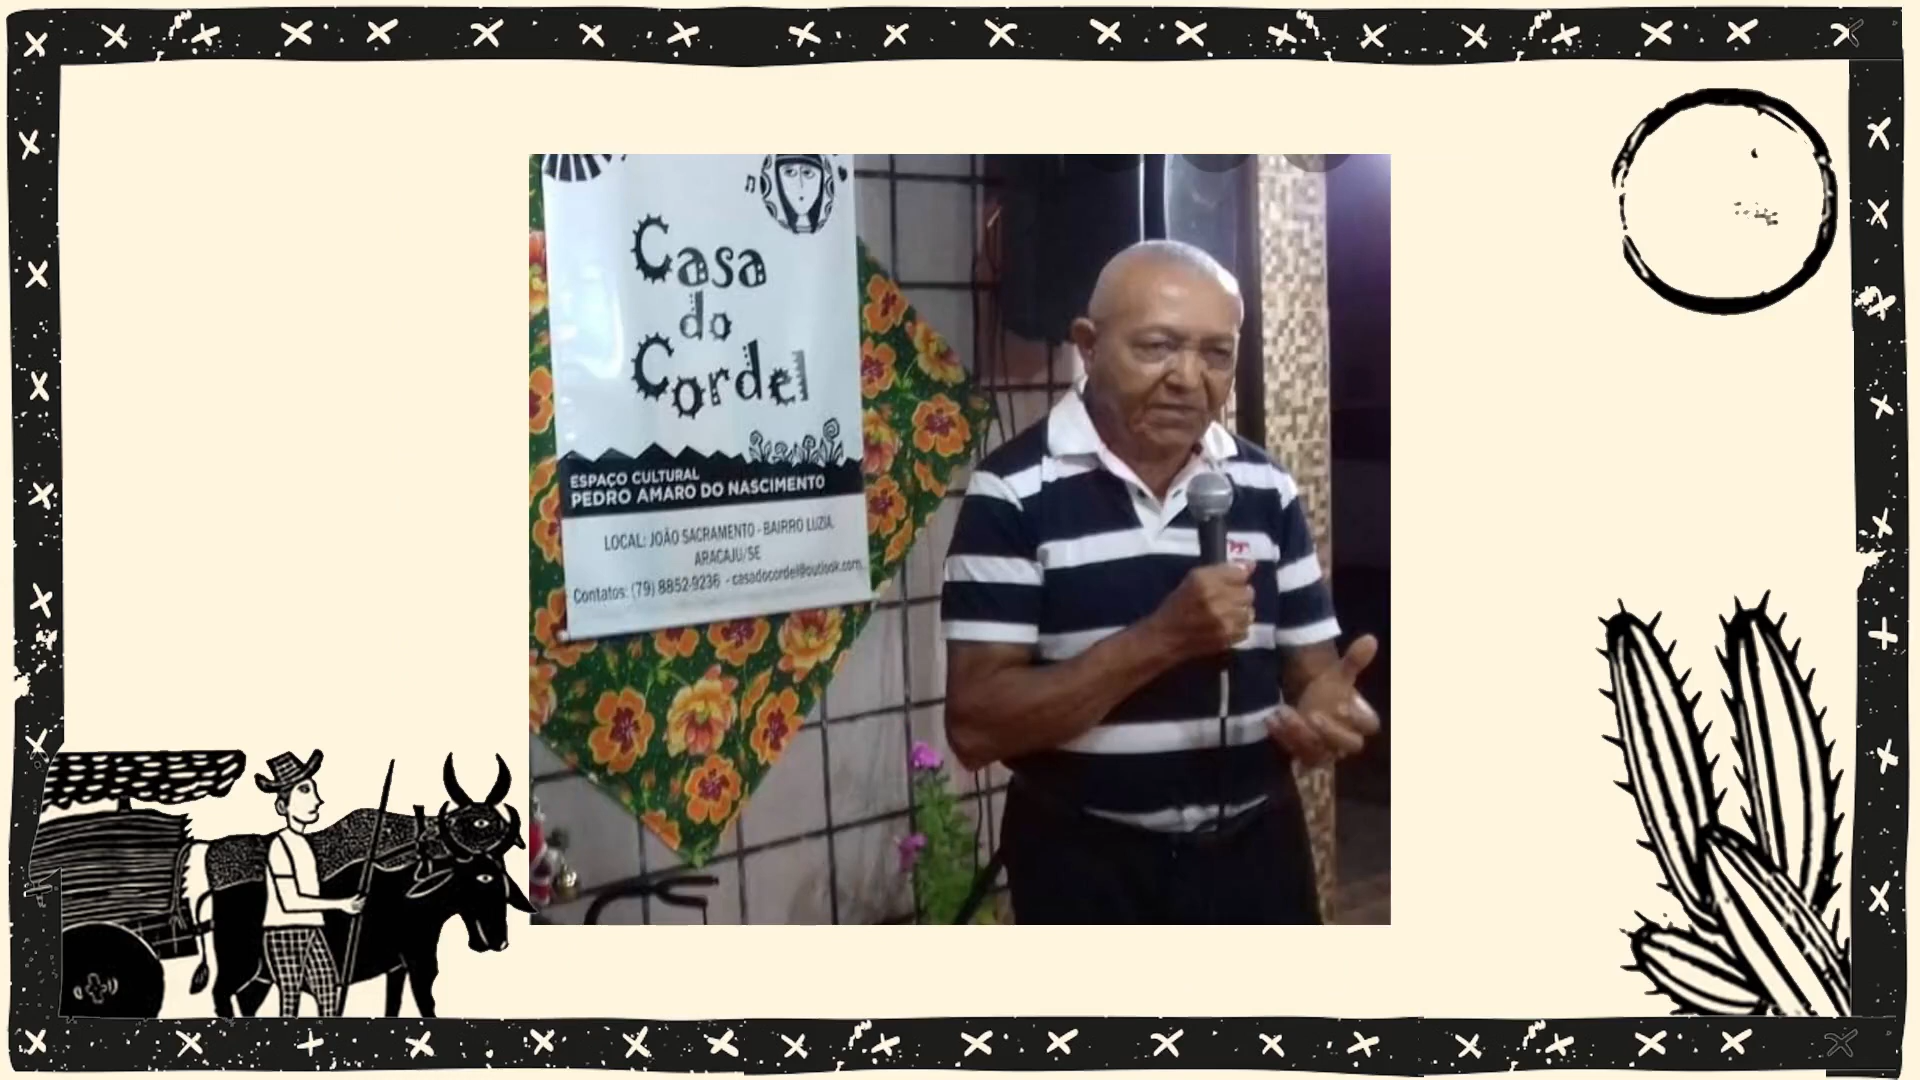 Casa
do
Cordel
ESPAÇO CULTURAL
PEDRO AMARO DO NASCIMENTO
LOCAL: JOÃO SACRAMENTO - BAIRRO LUZIA,
ARACAJU/SE
Contatos: (79) 8852-9236 - casadocordel@outlook.com